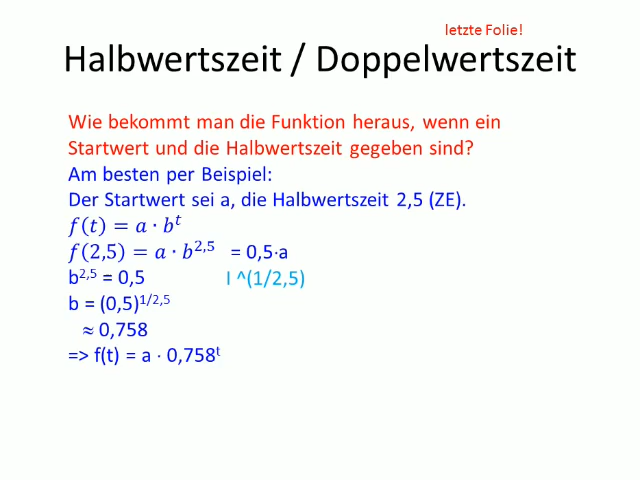 letzte Folie!
Halbwertszeit / Doppelwertszeit
Wie bekommt man die Funktion heraus, wenn ein
Startwert und die Halbwertszeit gegeben sind?
Am besten per Beispiel:
Der Startwert sei a, die Halbwertszeit 2,5 (ZE).
f(t) = a · b^t
f(2,5) = a · b^2,5 = 0,5·a
b^2,5 = 0,5 I ^(1/2,5)
b = (0,5)^1/2,5
≈ 0,758
=> f(t) = a · 0,758^t